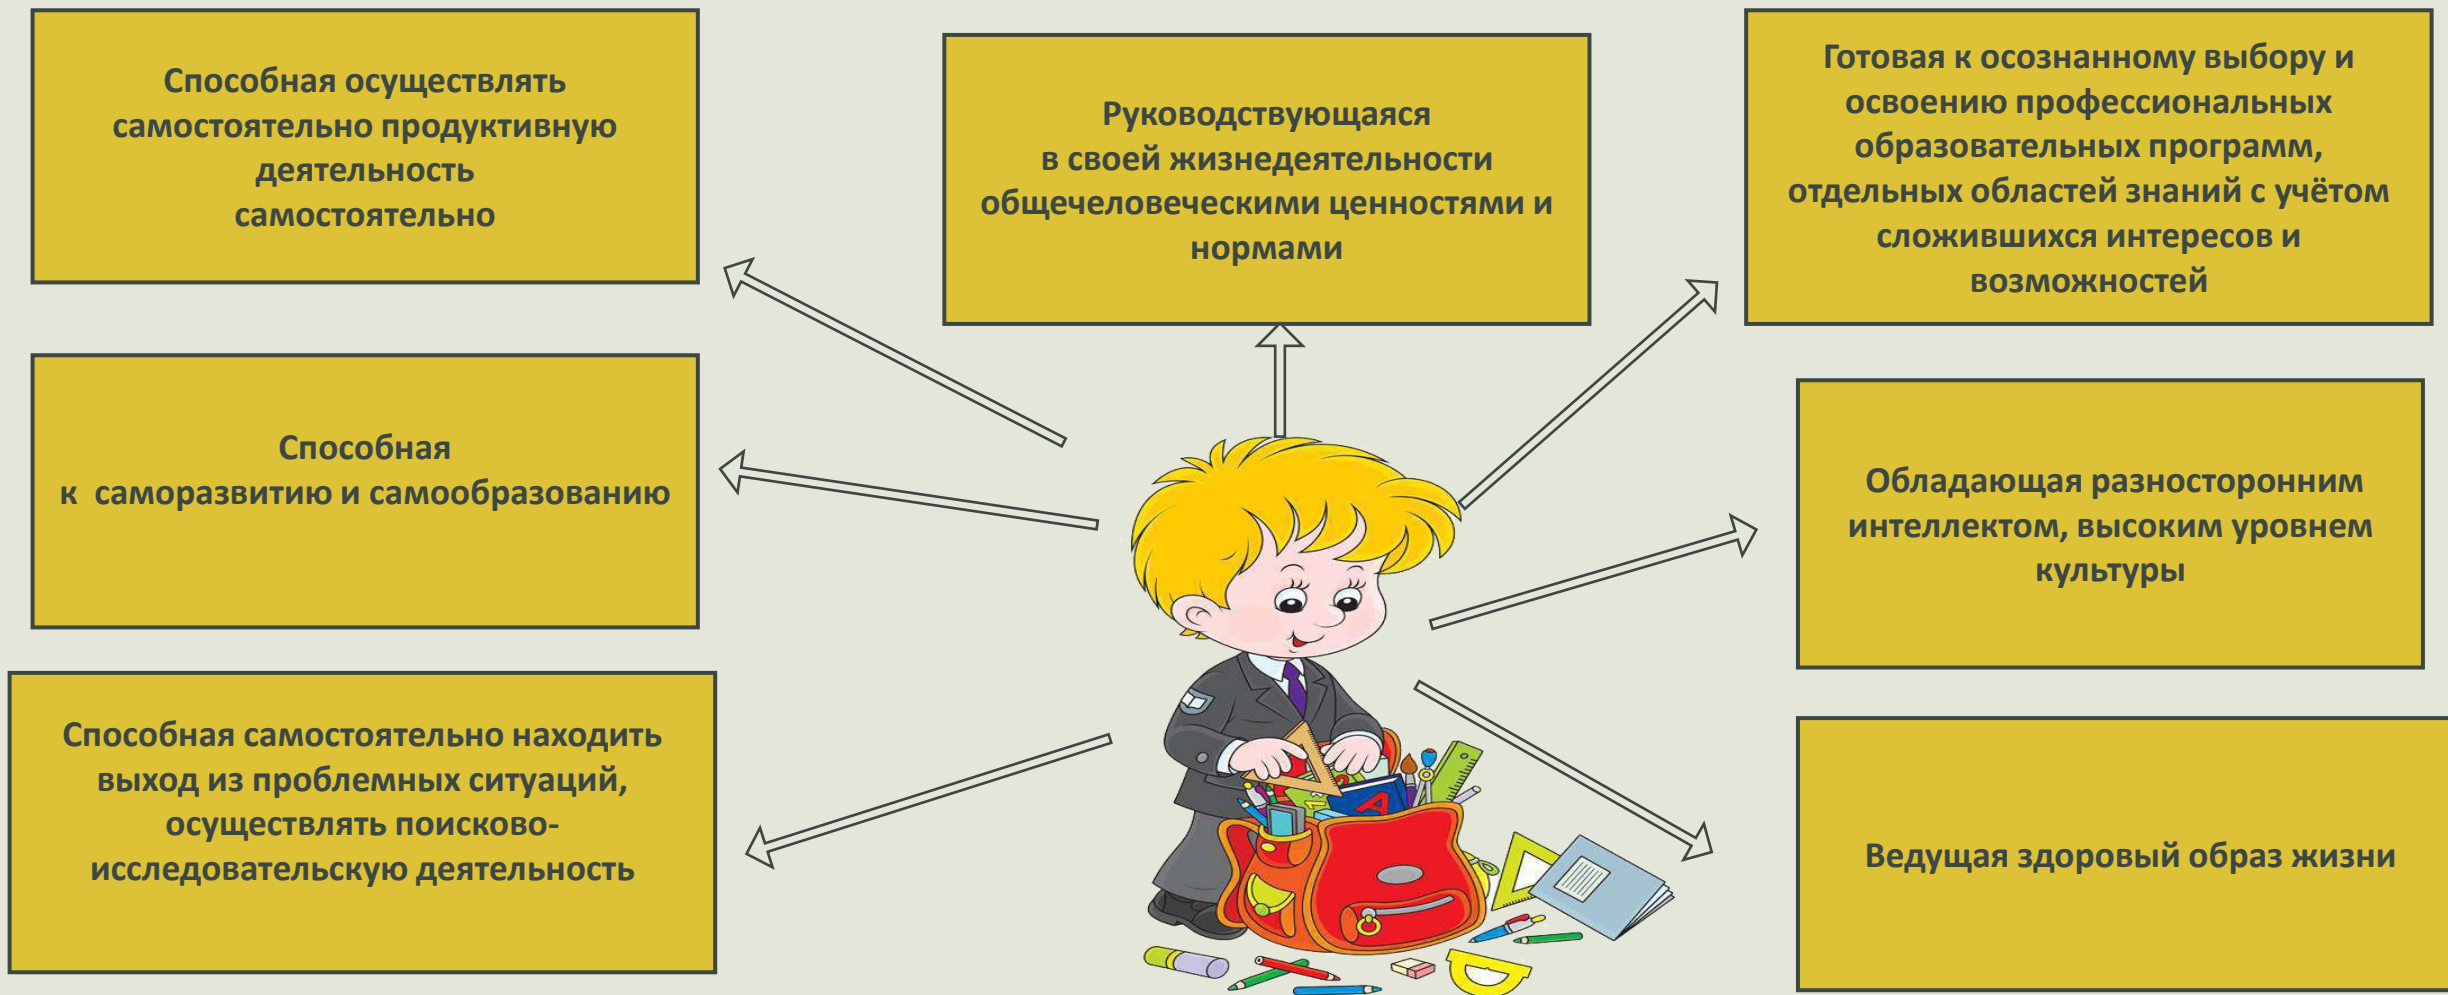 Способная осуществлять
самостоятельно продуктивную
деятельность
самостоятельно
Руководствующаяся
в своей жизнедеятельности
общечеловеческими ценностями и
нормами
Готовая к осознанному выбору и
освоению профессиональных
образовательных программ,
отдельных областей знаний с учётом
сложившихся интересов и
возможностей
Способная
к саморазвитию и самообразованию
Обладающая разносторонним
интеллектом, высоким уровнем
культуры
Способная самостоятельно находить
выход из проблемных ситуаций,
осуществлять поисково-
исследовательскую деятельность
Ведущая здоровый образ жизни
А